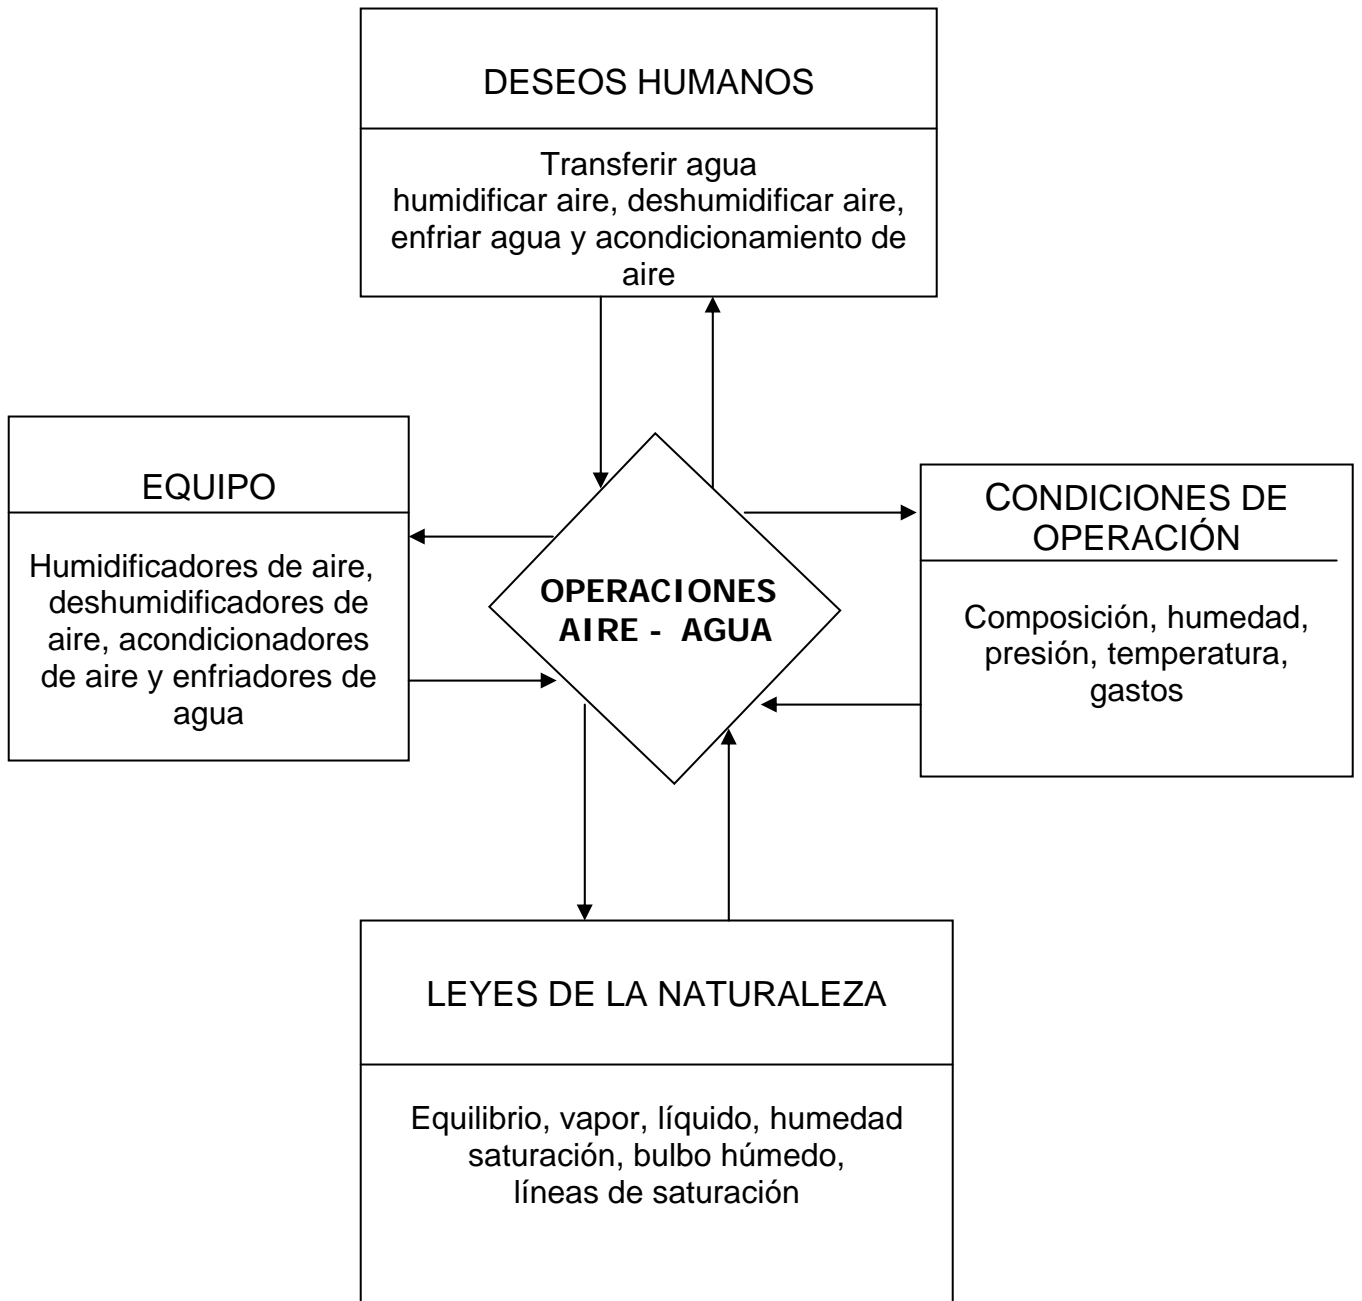 DESEOS HUMANOS
Transferir agua
humidificar aire, deshumidificar aire,
enfriar agua y acondicionamiento de
aire
EQUIPO
Humidificadores de aire,
deshumidificadores de
aire, acondicionadores
de aire y enfriadores de
agua
OPERACIONES
AIRE - AGUA
CONDICIONES DE
OPERACIÓN
Composición, humedad,
presión, temperatura,
gastos
LEYES DE LA NATURALEZA
Equilibrio, vapor, líquido, humedad
saturación, bulbo húmedo,
líneas de saturación